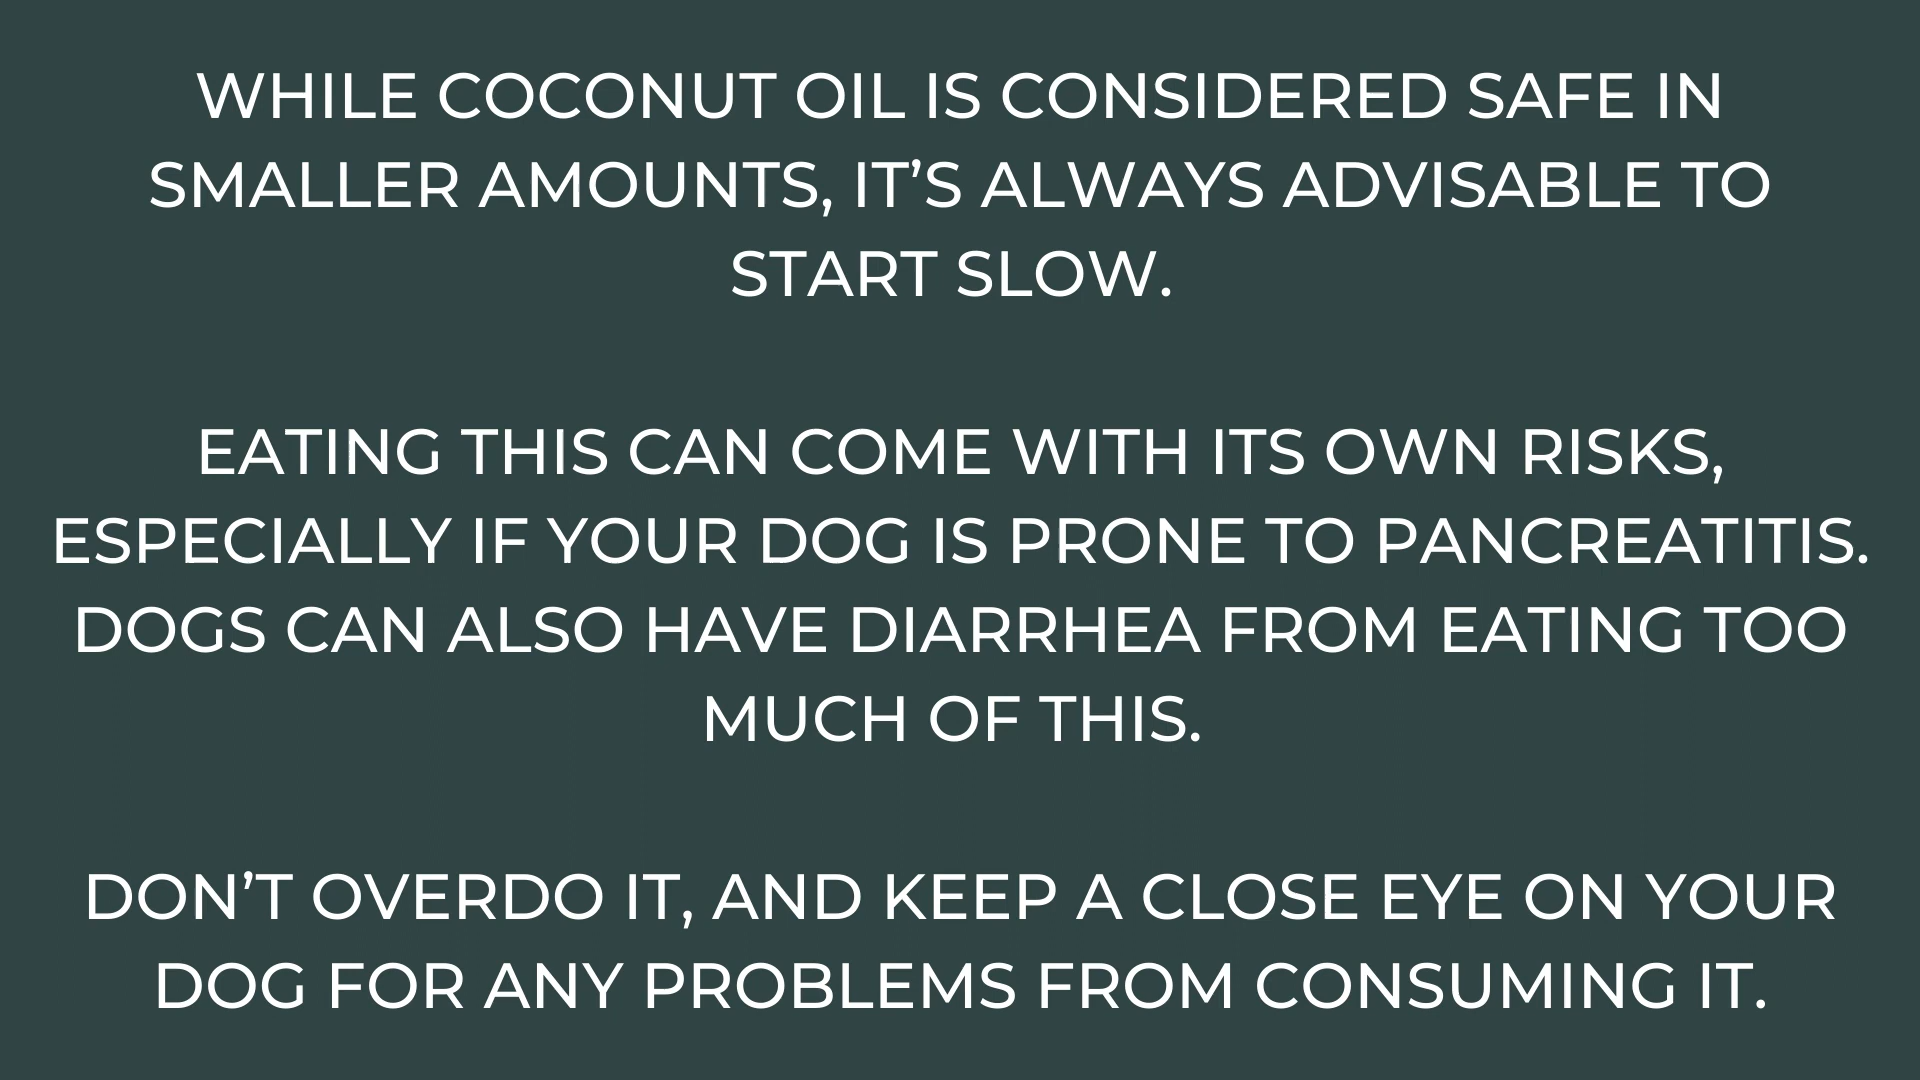 WHILE COCONUT OIL IS CONSIDERED SAFE IN
SMALLER AMOUNTS, IT’S ALWAYS ADVISABLE TO
START SLOW.
EATING THIS CAN COME WITH ITS OWN RISKS,
ESPECIALLY IF YOUR DOG IS PRONE TO PANCREATITIS.
DOGS CAN ALSO HAVE DIARRHEA FROM EATING TOO
MUCH OF THIS.
DON’T OVERDO IT, AND KEEP A CLOSE EYE ON YOUR
DOG FOR ANY PROBLEMS FROM CONSUMING IT.